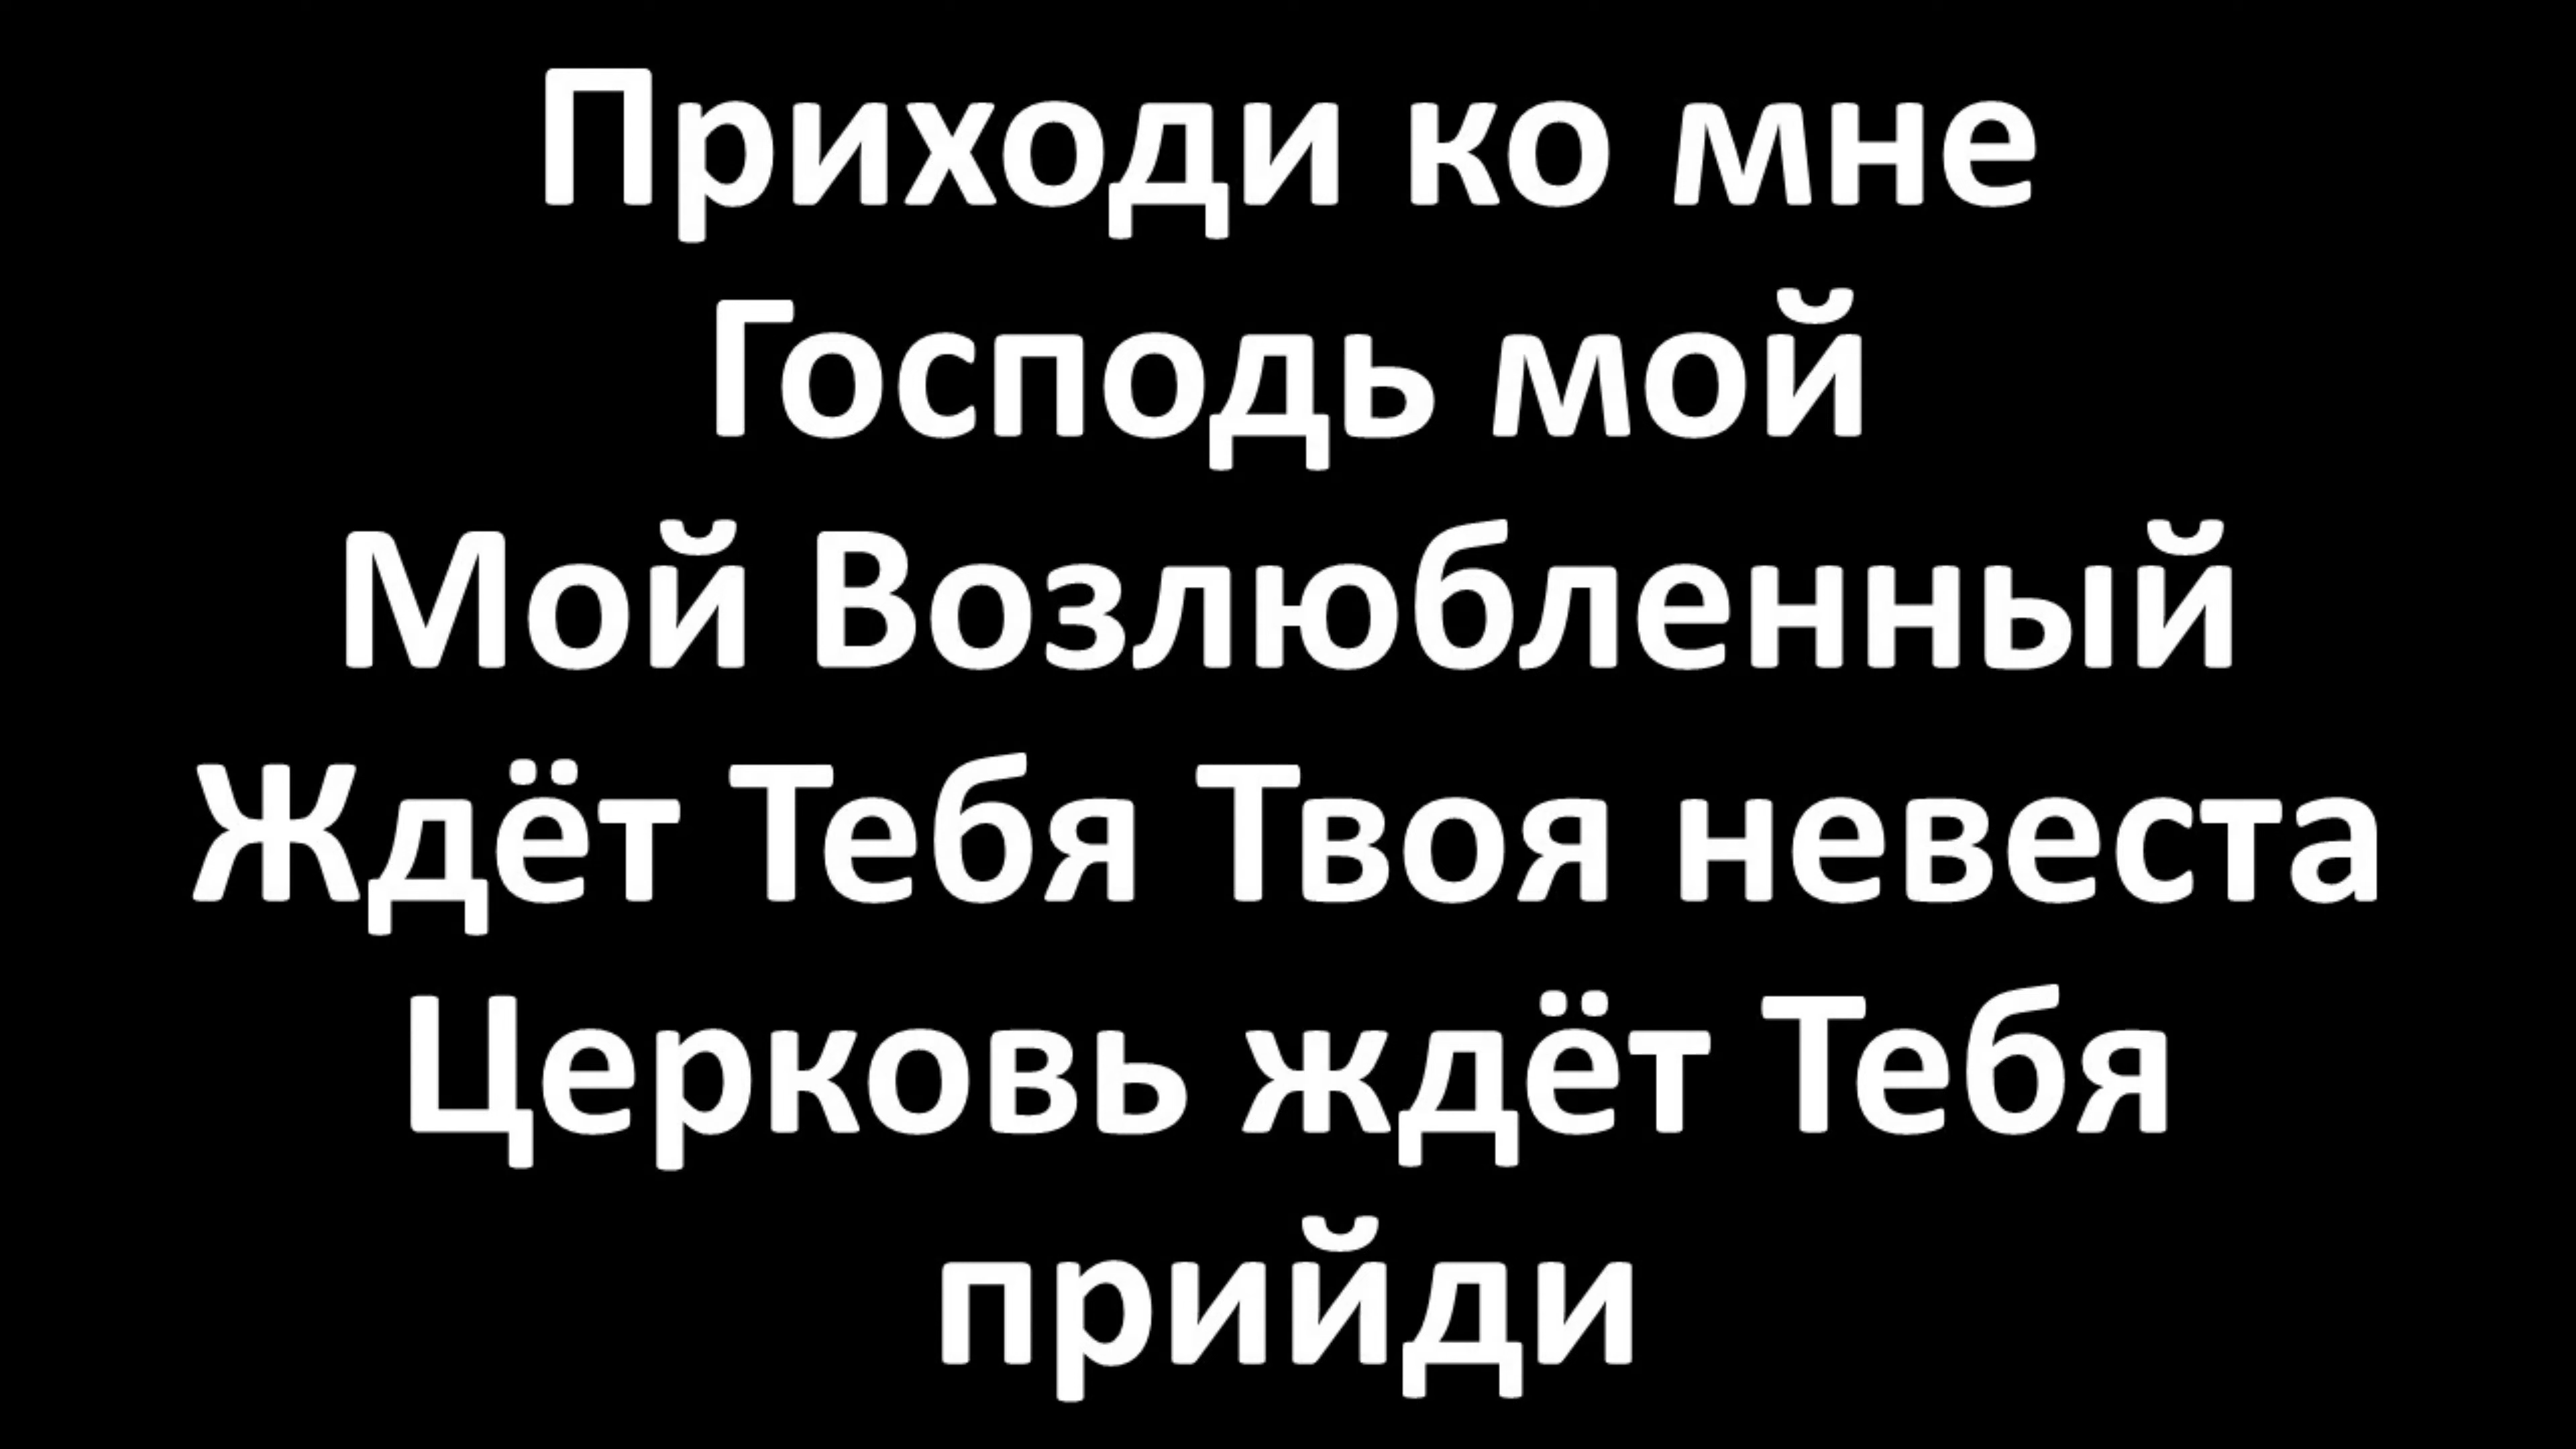 Приходи ко мне
Господь мой
Мой Возлюбленный
Ждёт Тебя Твоя невеста
Церковь ждёт Тебя
прийди